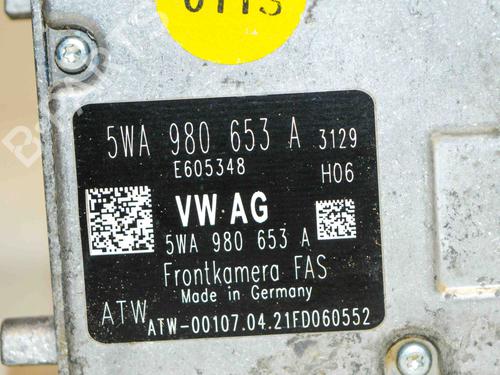 5WA 980 653 A 3129
E605348 H06
VW AG
5WA 980 653 A
Frontkamera FAS
Made in Germany
ATW ATW-00107.04.21FD060552